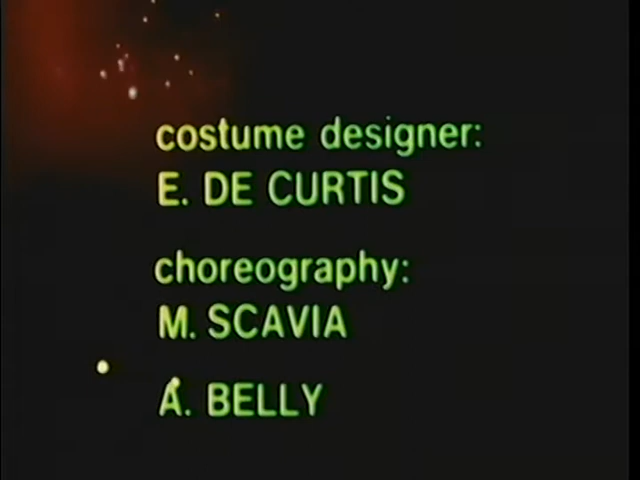 costume designer:
E. DE CURTIS
choreography:
M. SCAVIA
A. BELLY